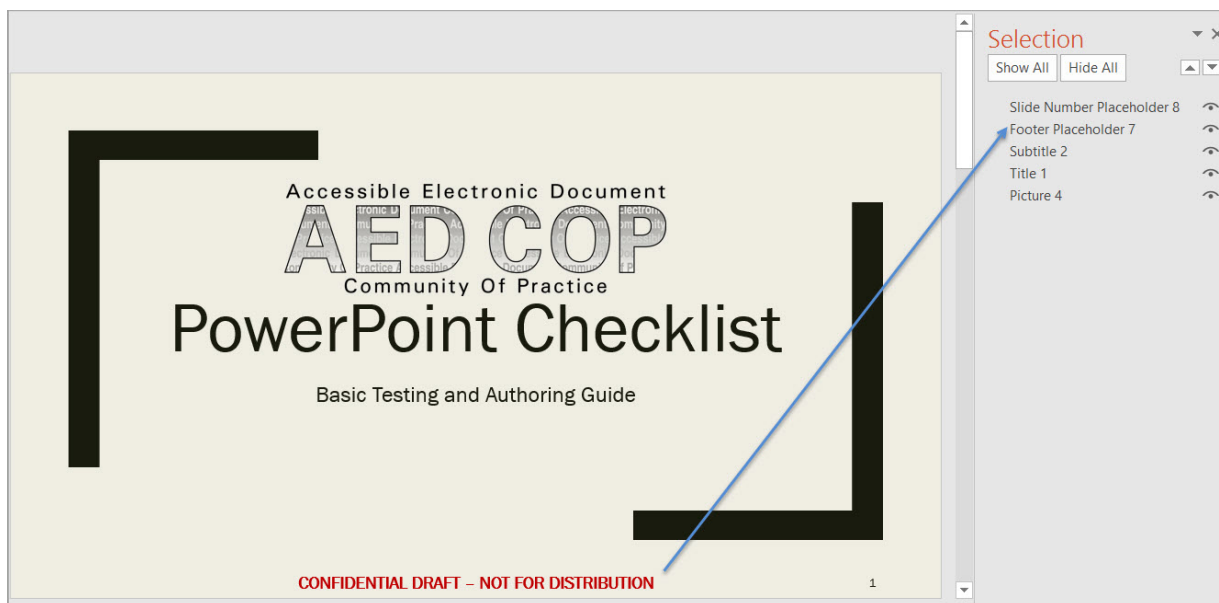 Accessible Electronic Document
AED COP
Community Of Practice
PowerPoint Checklist
Basic Testing and Authoring Guide
CONFIDENTIAL DRAFT – NOT FOR DISTRIBUTION
1
Selection
Show All Hide All
Slide Number Placeholder 8
Footer Placeholder 7
Subtitle 2
Title 1
Picture 4